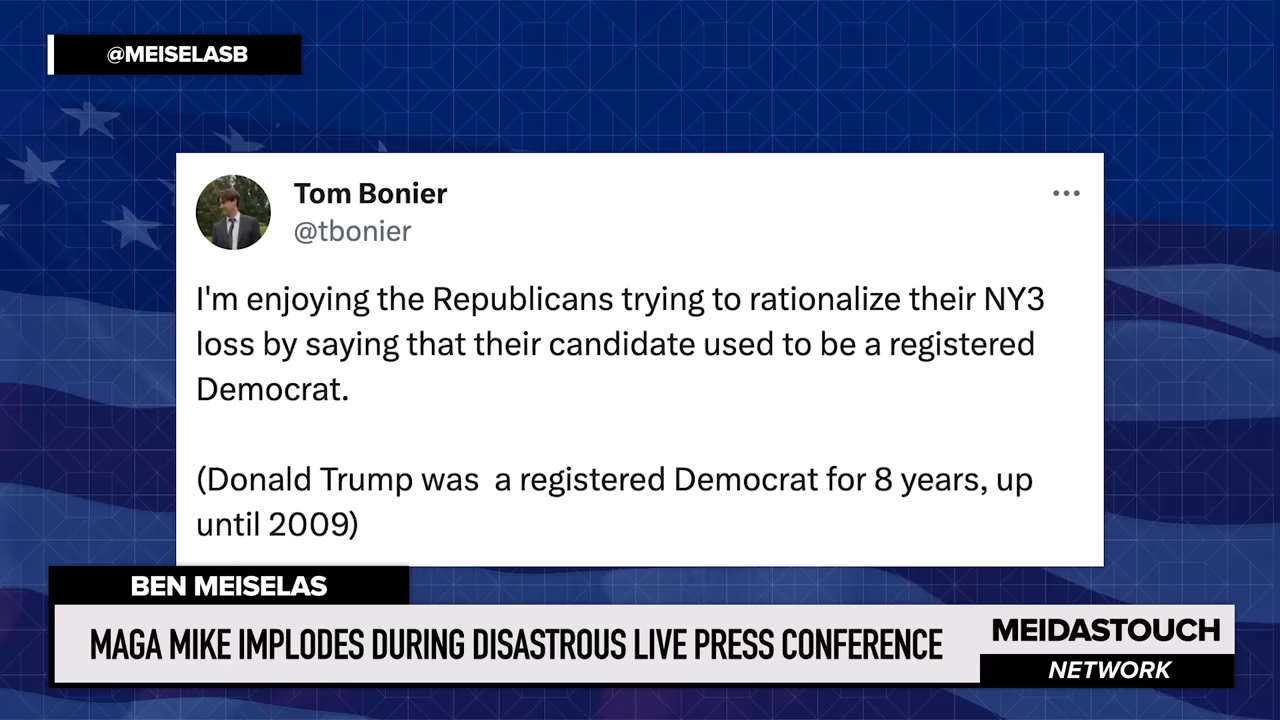 @MEISELASB
Tom Bonier
@tbonier
I'm enjoying the Republicans trying to rationalize their NY3
loss by saying that their candidate used to be a registered
Democrat.
(Donald Trump was  a registered Democrat for 8 years, up
until 2009)
BEN MEISELAS
MAGA MIKE IMPLODES DURING DISASTROUS LIVE PRESS CONFERENCE
MEIDASTOUCH
NETWORK